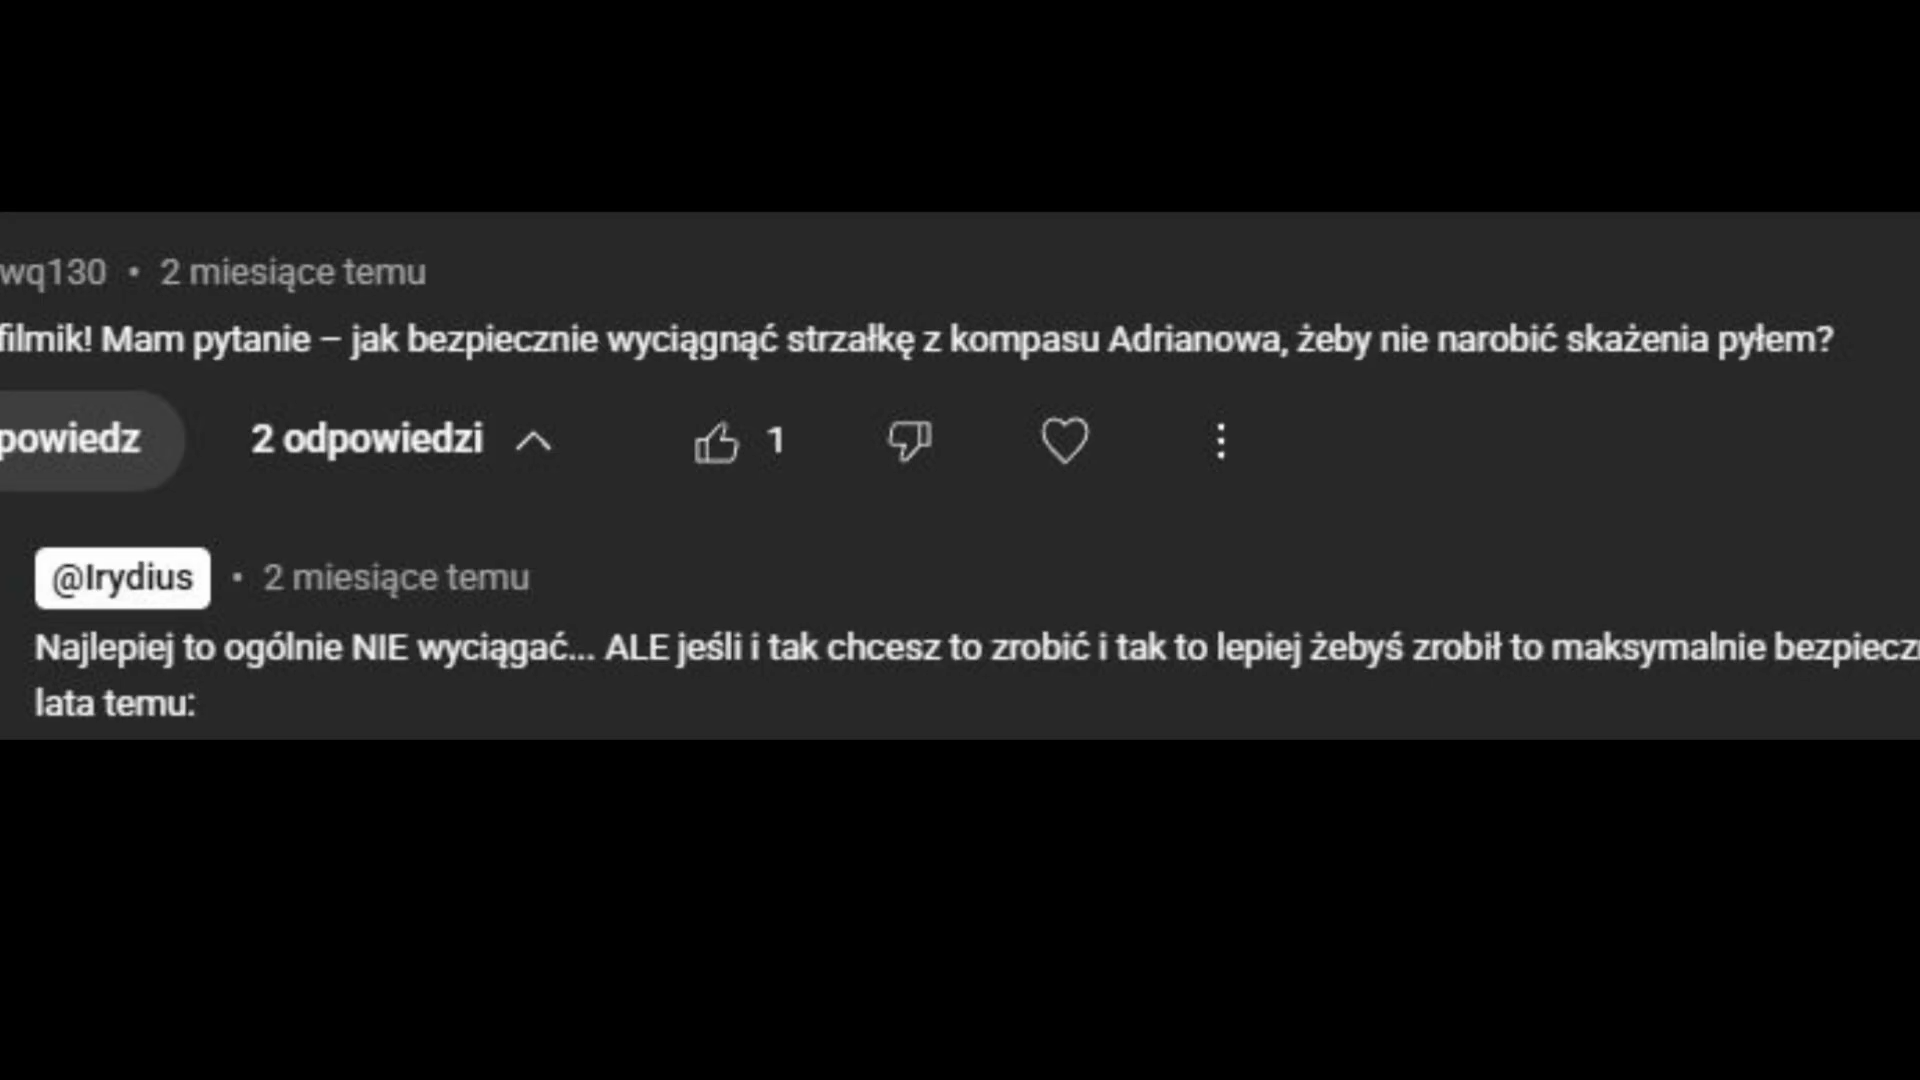 wq130 • 2 miesiące temu
filmik! Mam pytanie – jak bezpiecznie wyciągnąć strzałkę z kompasu Adrianowa, żeby nie narobić skażenia pyłem?
powiedz 2 odpowiedzi 1
@Irydius • 2 miesiące temu
Najlepiej to ogólnie NIE wyciągać... ALE jeśli i tak chcesz to zrobić i tak to lepiej żebyś zrobił to maksymalnie bezpieczn
lata temu: